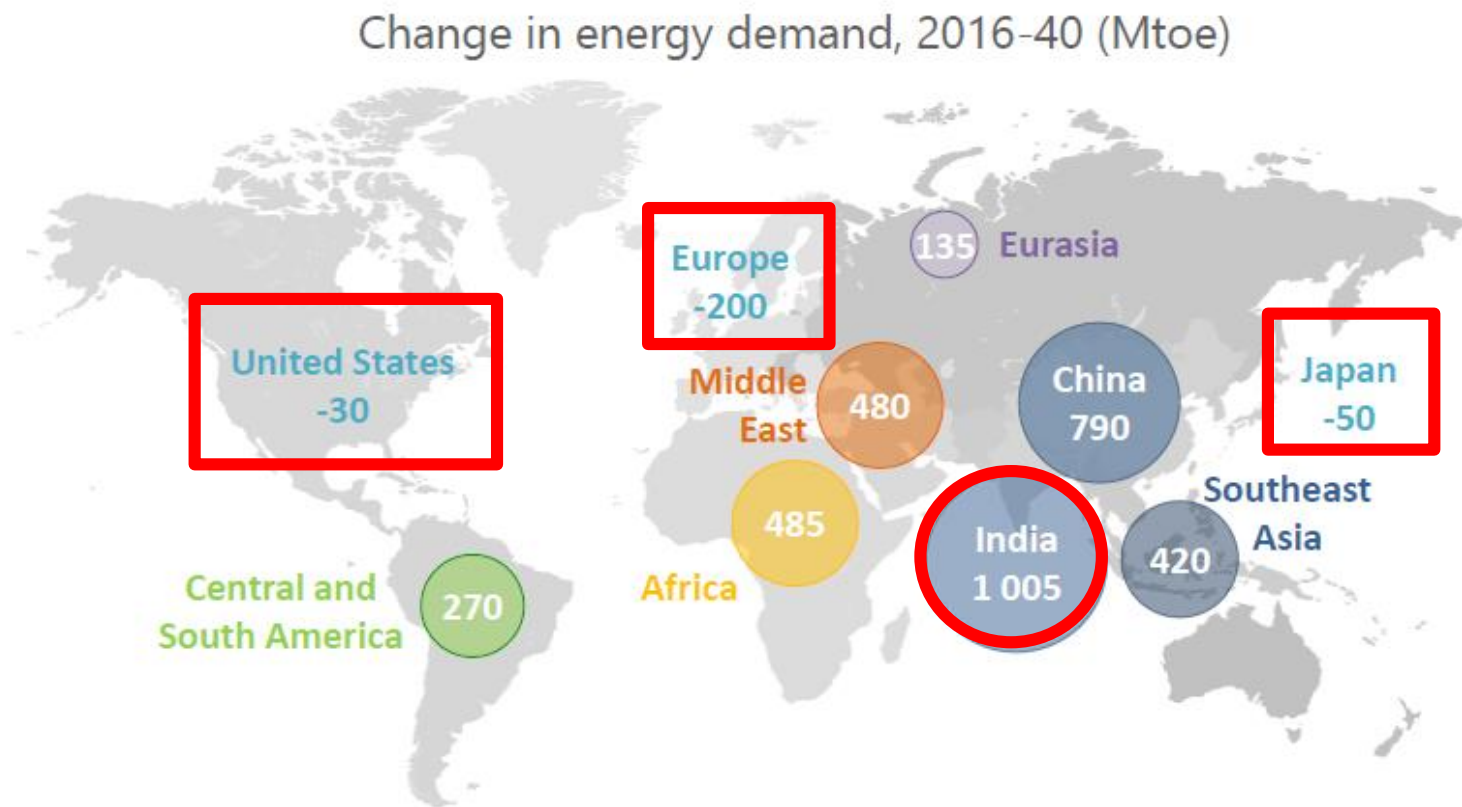 Change in energy demand, 2016-40 (Mtoe)
Europe
-200
135
Eurasia
United States
-30
Middle
East
480
China
790
Japan
-50
Africa
485
India
1 005
Southeast
Asia
420
Central and
South America
270